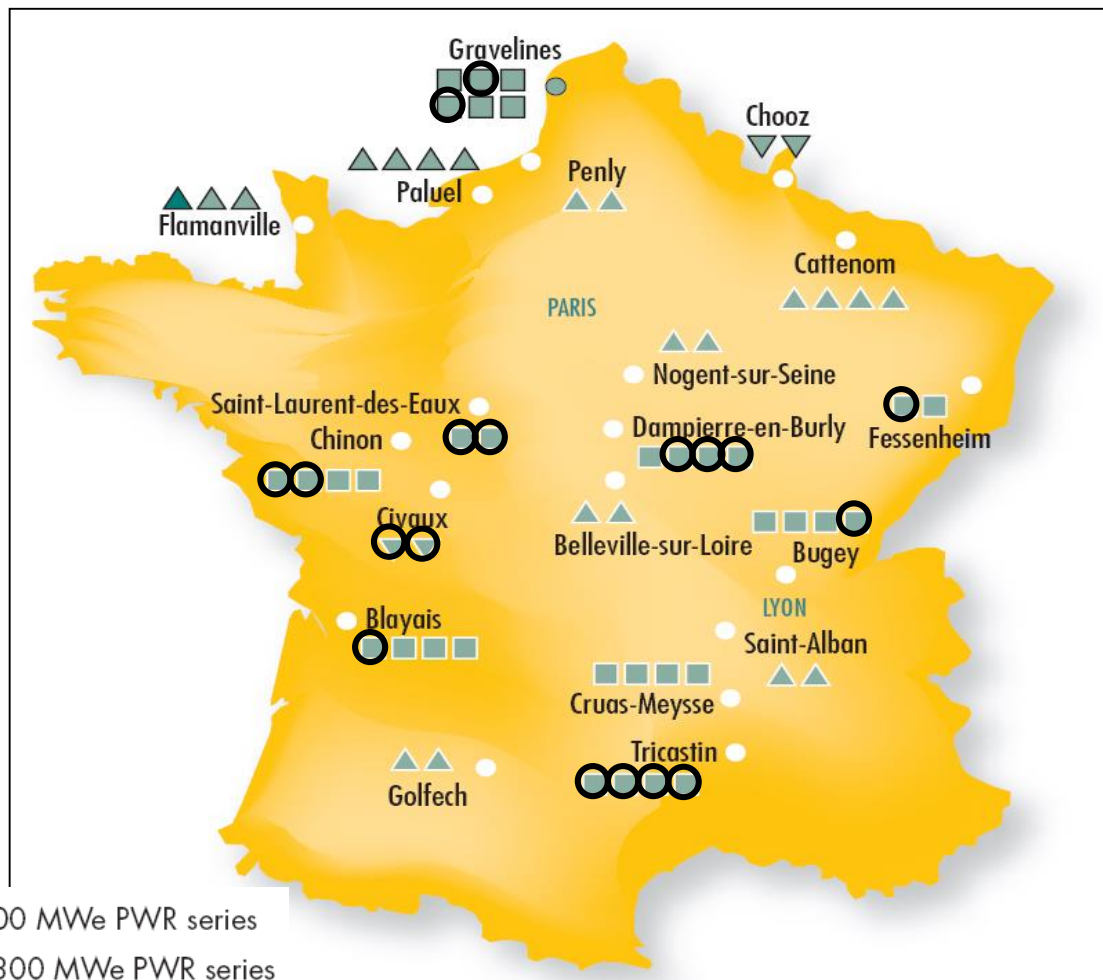 Gravelines
Chooz
Penly
Paluel
Flamanville
Cattenom
PARIS
Nogent-sur-Seine
Saint-Laurent-des-Eaux
Dampierre-en-Burly
Fessenheim
Chinon
Civaux
Belleville-sur-Loire
Bugey
LYON
Blayais
Saint-Alban
Cruas-Meysse
Tricastin
Golfech
00 MWe PWR series
300 MWe PWR series